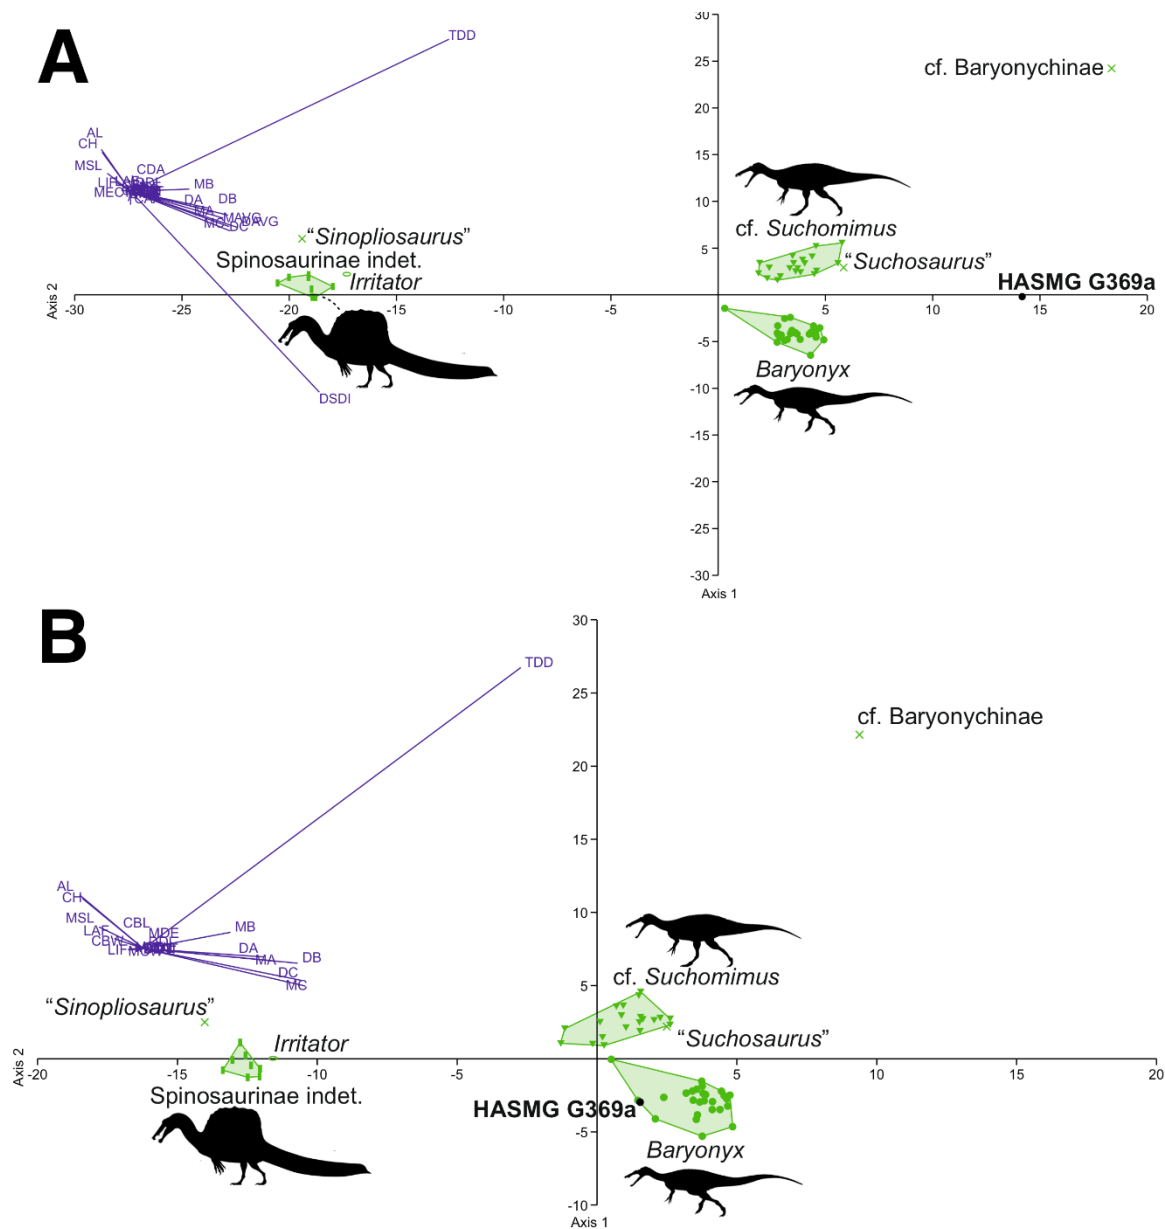 A
30
TDD
cf. Baryonychinae
25
20
AL
CH
15
MSL
CDA
MB
10
DA
DB
MA
MAVG
DAVG
MC
DC
cf. Suchomimus
"Sinopliosaurus"
5
"Suchosaurus"
Spinosaurinae indet.
Irritator
HASMG G369a
Axis 2
-30
-25
-20
-15
-10
-5
5
10
15
20
-5
Baryonyx
DSDI
-10
-15
-20
-25
-30
Axis 1
B
30
TDD
25
cf. Baryonychinae
20
15
AL
CH
10
MSL
CBL
MB
LAF
MDE
CBW
DA
LIF
MA
DB
DC
MC
cf. Suchomimus
5
"Sinopliosaurus"
"Suchosaurus"
Irritator
Axis 2
-20
-15
-10
-5
5
10
15
20
Spinosaurinae indet.
HASMG G369a
-5
Baryonyx
-10
Axis 1